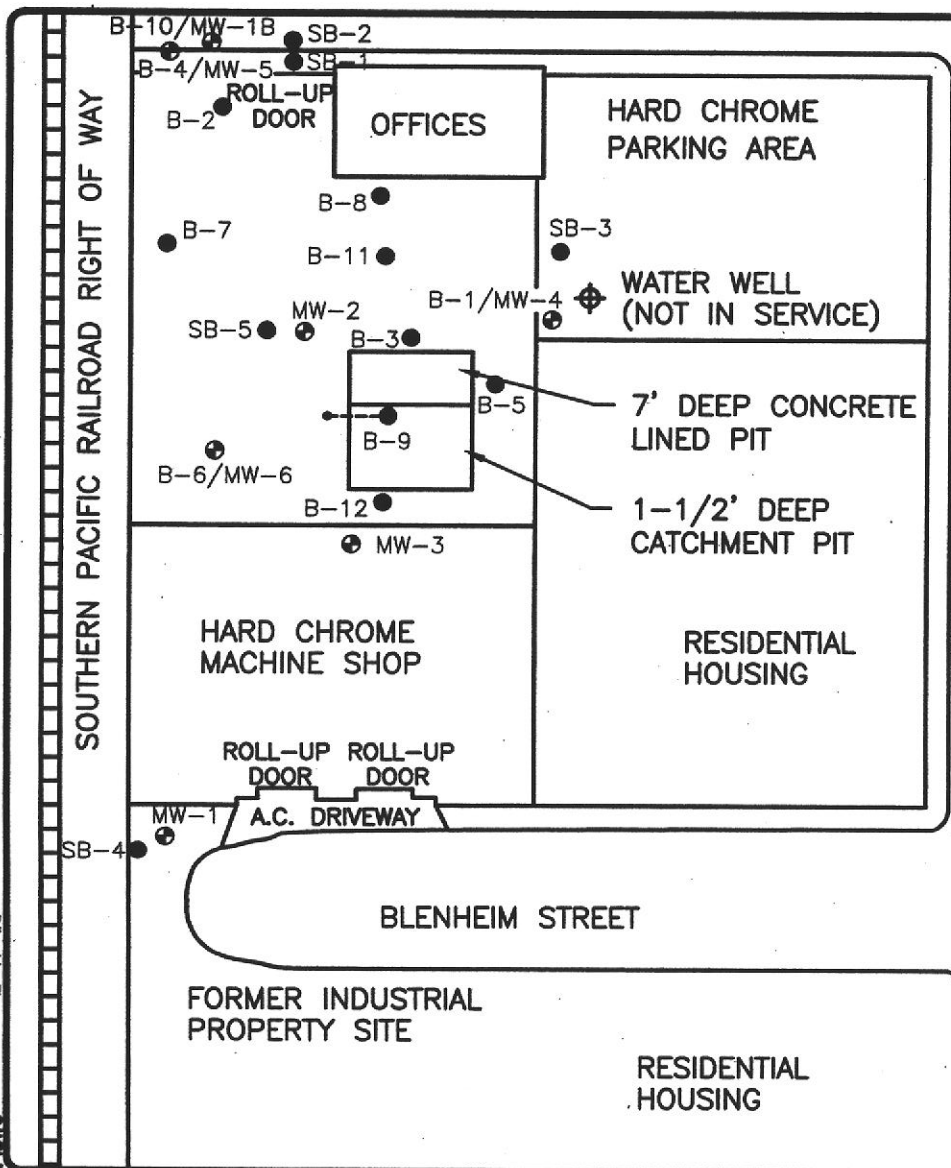 B-10/MW-1B
SB-2
B-4/MW-5
SB-1
ROLL-UP
DOOR
B-2
OFFICES
HARD CHROME
PARKING AREA
SOUTHERN PACIFIC RAILROAD RIGHT OF WAY
B-8
B-7
B-11
SB-3
B-1/MW-4
WATER WELL
(NOT IN SERVICE)
MW-2
SB-5
B-3
B-5
7' DEEP CONCRETE
LINED PIT
B-9
B-6/MW-6
B-12
1-1/2' DEEP
CATCHMENT PIT
MW-3
HARD CHROME
MACHINE SHOP
RESIDENTIAL
HOUSING
ROLL-UP
DOOR
ROLL-UP
DOOR
A.C. DRIVEWAY
MW-1
SB-4
BLENHEIM STREET
FORMER INDUSTRIAL
PROPERTY SITE
RESIDENTIAL
HOUSING